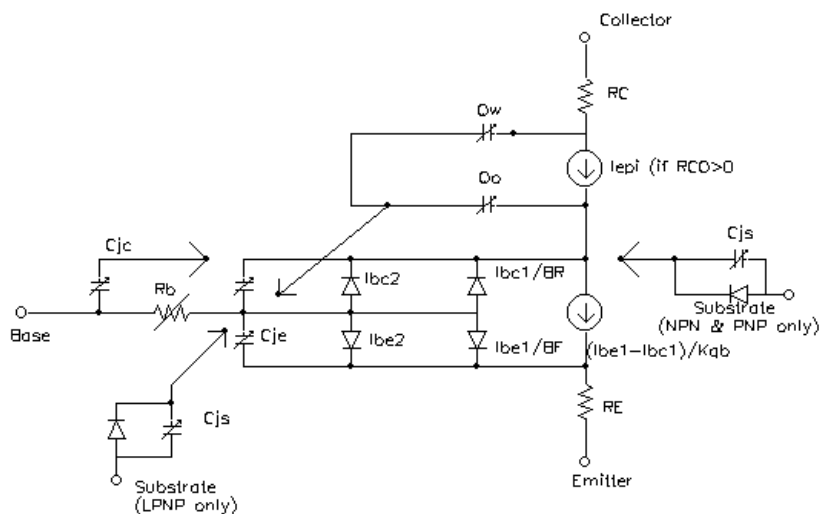 Collector
RC
Qw
Iepi (if RCO>0
Qo
Cjc
Cjs
Rb
Ibc2
Ibc1/BR
Substrate
(NPN & PNP only)
Base
Cje
Ibe2
Ibe1/BF
(Ibe1-Ibc1)/Kqb
Cjs
RE
Substrate
(LPNP only)
Emitter